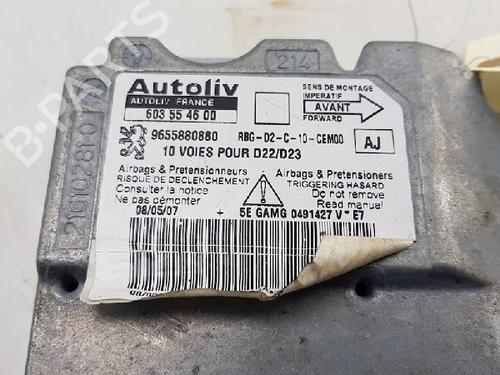 214
Autoliv
AUTOLIV FRANCE
603 55 46 00
SENS DE MONTAGE
IMPERATIF
AVANT
FORWARD
9655880880 RBG-D2-C-10-CEM00
AJ
10 VOIES POUR D22/D23
Airbags & Pretensionneurs
RISQUE DE DECLENCHEMENT
Consulter la notice
Ne pas démonter
Airbags & Pretensioners
TRIGGERING HASARD
Do not remove
Read manual
08/05/07 + 5E GAMG 0491427 V * E7
B-PARTS